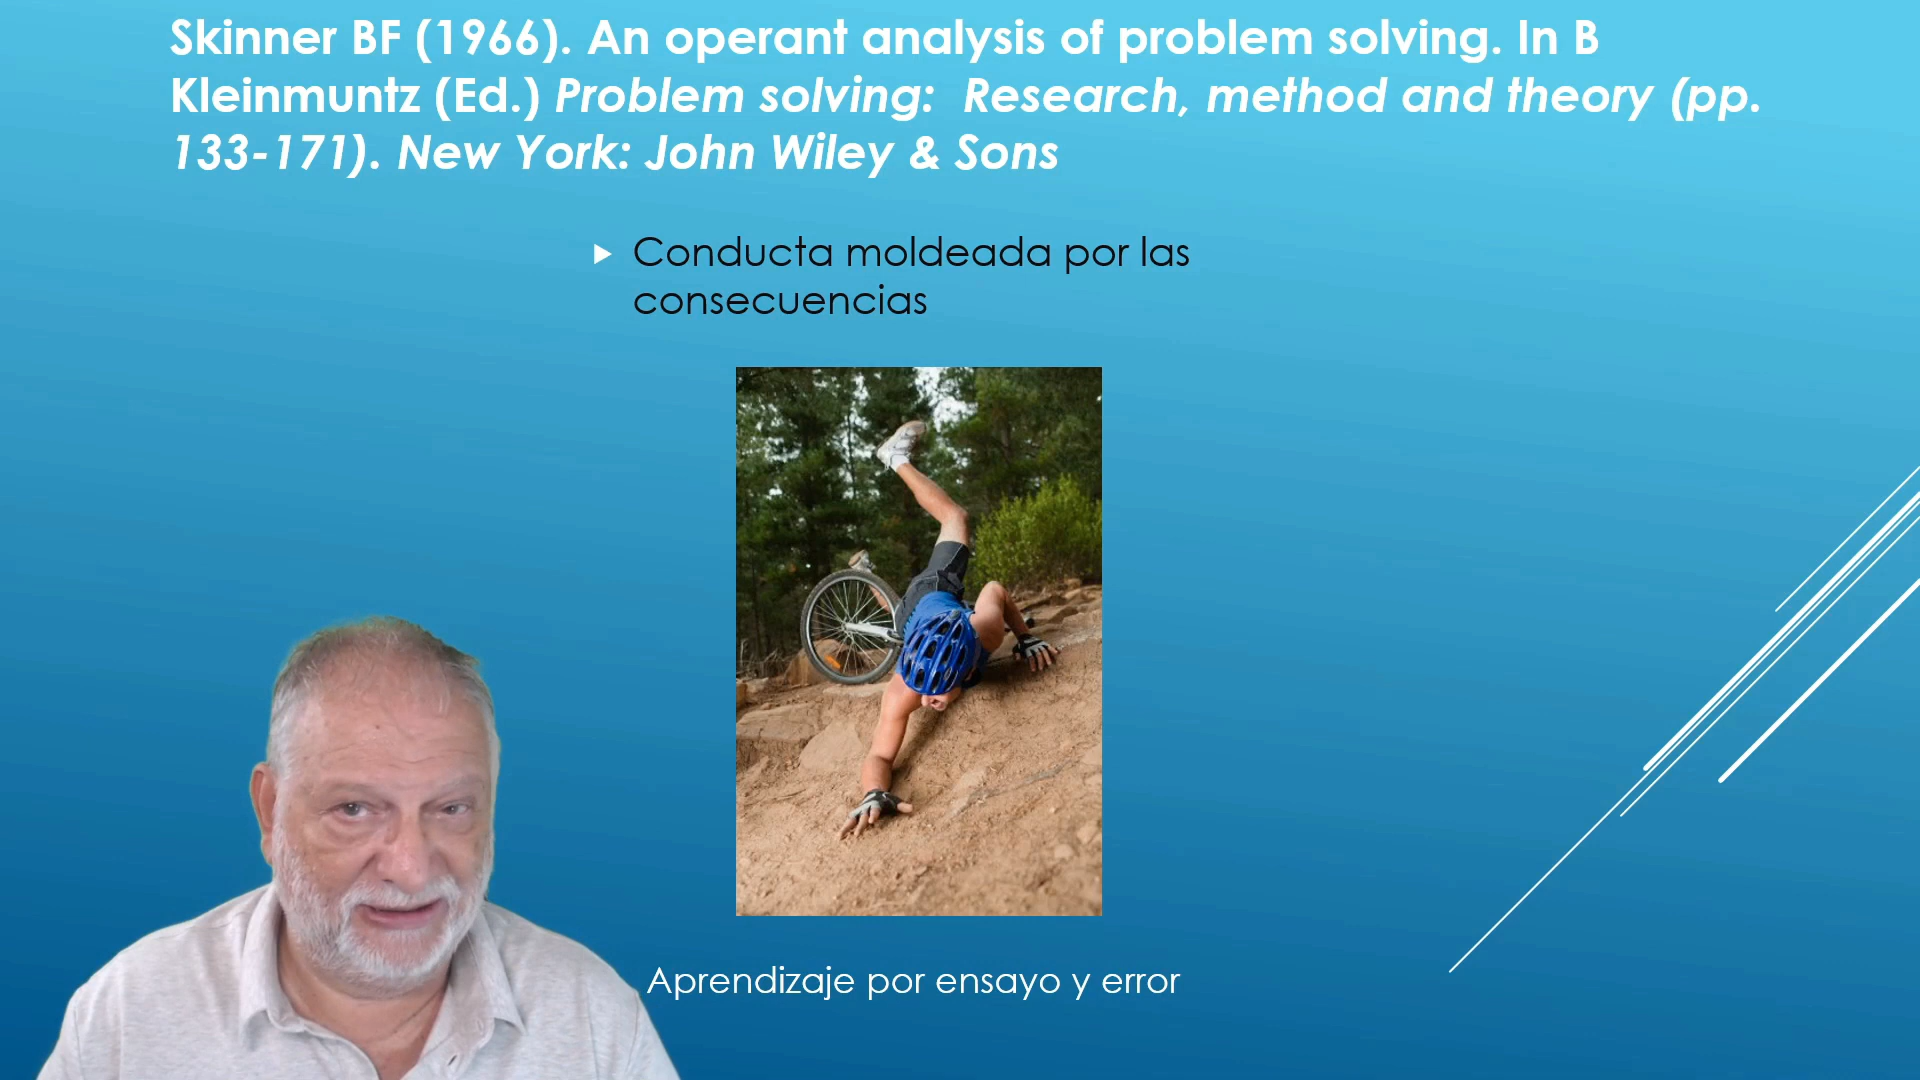 Skinner BF (1966). An operant analysis of problem solving. In B
Kleinmuntz (Ed.) Problem solving:  Research, method and theory (pp.
133-171). New York: John Wiley & Sons
Conducta moldeada por las
consecuencias
Aprendizaje por ensayo y error